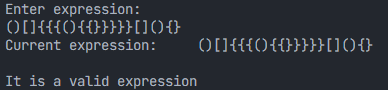 Enter expression:
()[]{{{(){{}}}}}[](){}
Current expression:     ()[]{{{(){{}}}}}[](){}
It is a valid expression